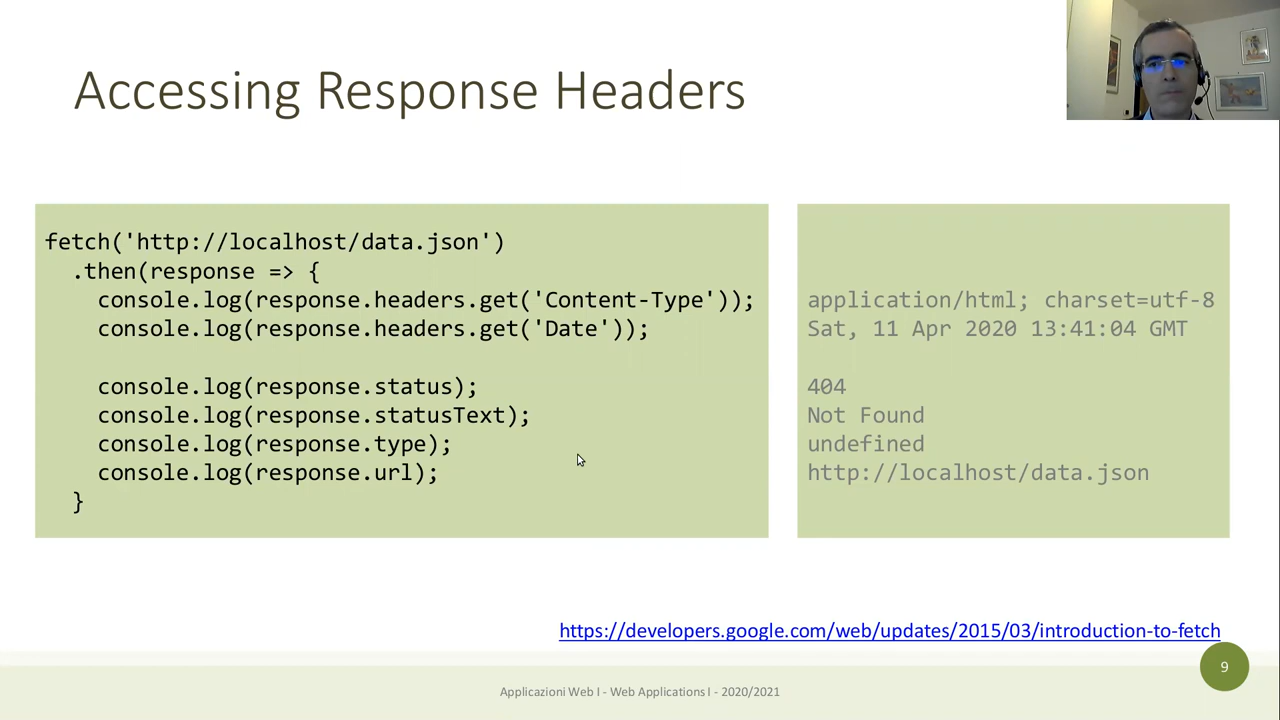 Accessing Response Headers
fetch('http://localhost/data.json')
.then(response => {
console.log(response.headers.get('Content-Type'));
console.log(response.headers.get('Date'));
console.log(response.status);
console.log(response.statusText);
console.log(response.type);
console.log(response.url);
}
application/html; charset=utf-8
Sat, 11 Apr 2020 13:41:04 GMT
404
Not Found
undefined
http://localhost/data.json
https://developers.google.com/web/updates/2015/03/introduction-to-fetch
9
Applicazioni Web I - Web Applications I - 2020/2021